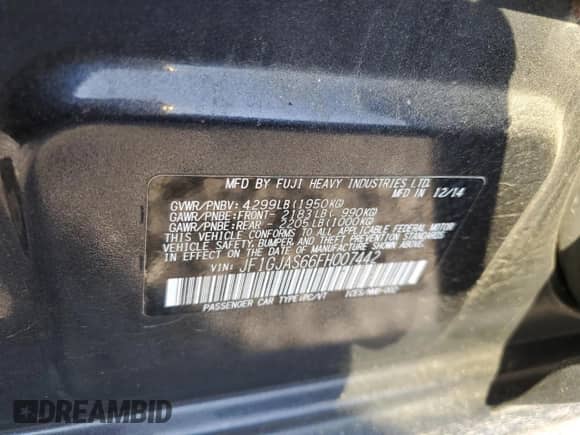 MFD BY FUJI HEAVY INDUSTRIES LTD.
MFD IN 12/14
GVWR/PNBV: 4299LB(1950KG)
GAWR/PNBE:FRONT- 2183LB( 990KG)
GAWR/PNBE:REAR - 2205LB(1000KG)
THIS VEHICLE CONFORMS TO ALL APPLICABLE FEDERAL MOTOR
VEHICLE SAFETY, BUMPER, AND THEFT PREVENTION STANDARDS
IN EFFECT ON THE DATE OF MANUFACTURE SHOWN ABOVE.
VIN: JF1GJAS66FH007442
PASSENGER CAR TYPE(PC/VT
DREAMBID